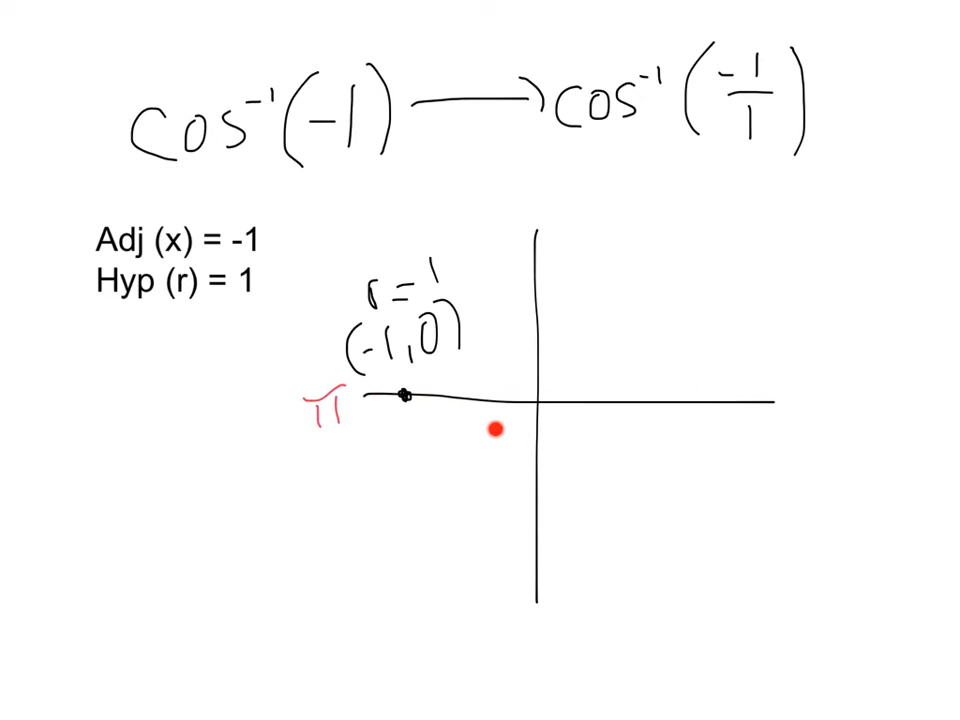 cos⁻¹(-1) → cos⁻¹(-1/1)
Adj (x) = -1
Hyp (r) = 1
r = 1
(-1,0)
π